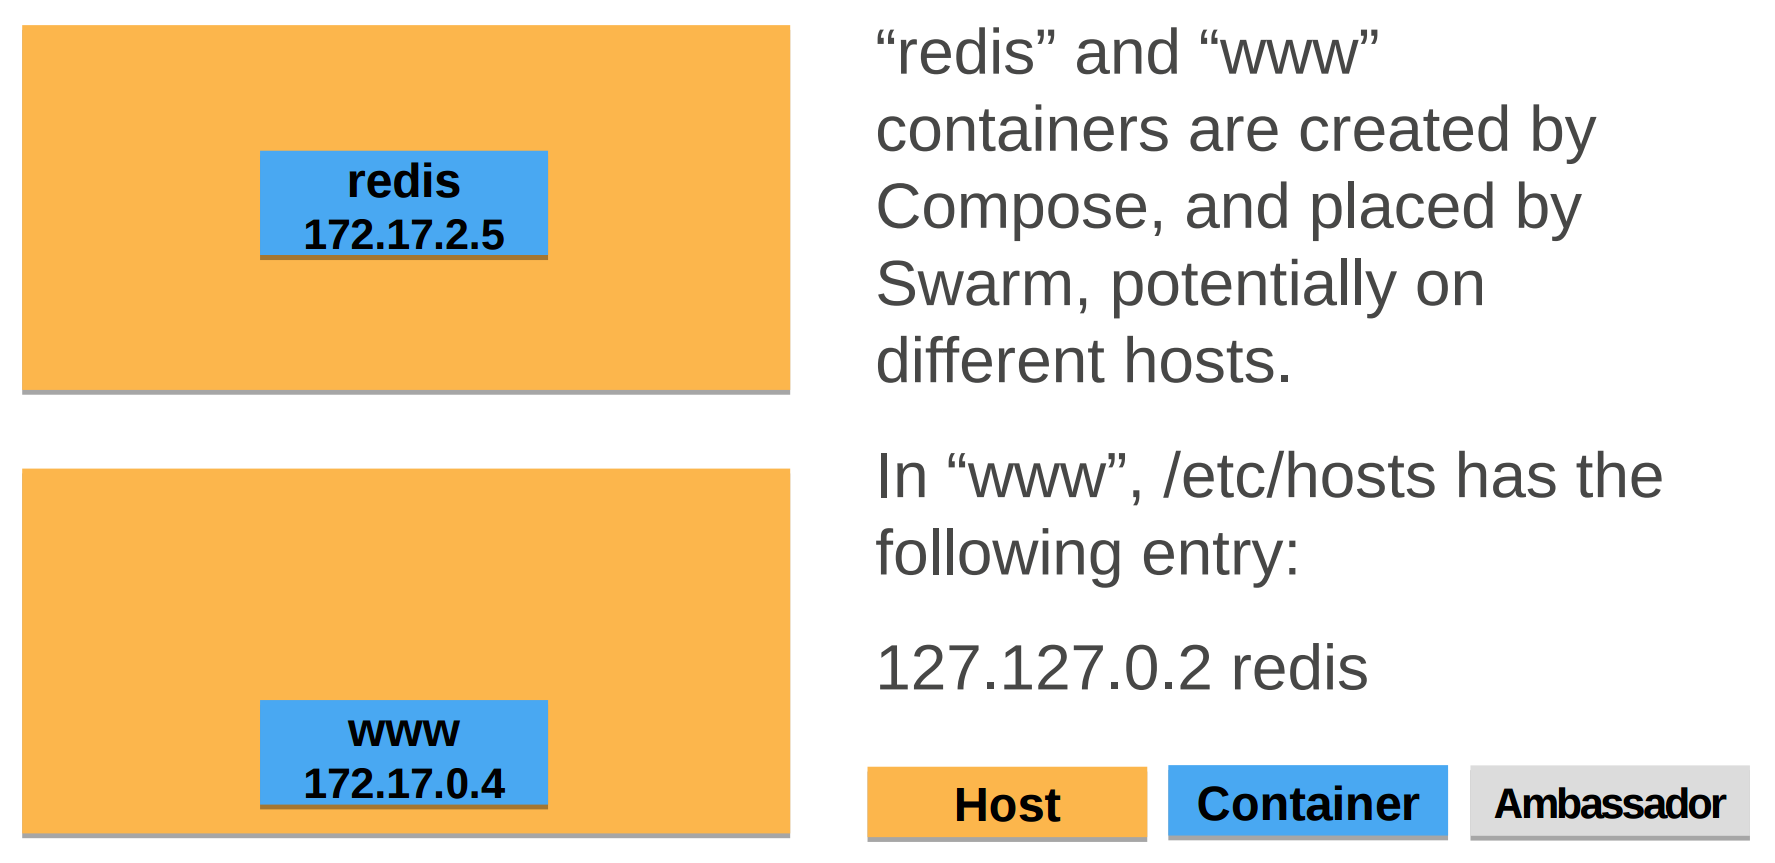 redis
172.17.2.5
www
172.17.0.4
“redis” and “www”
containers are created by
Compose, and placed by
Swarm, potentially on
different hosts.
In “www”, /etc/hosts has the
following entry:
127.127.0.2 redis
Host
Container
Ambassador